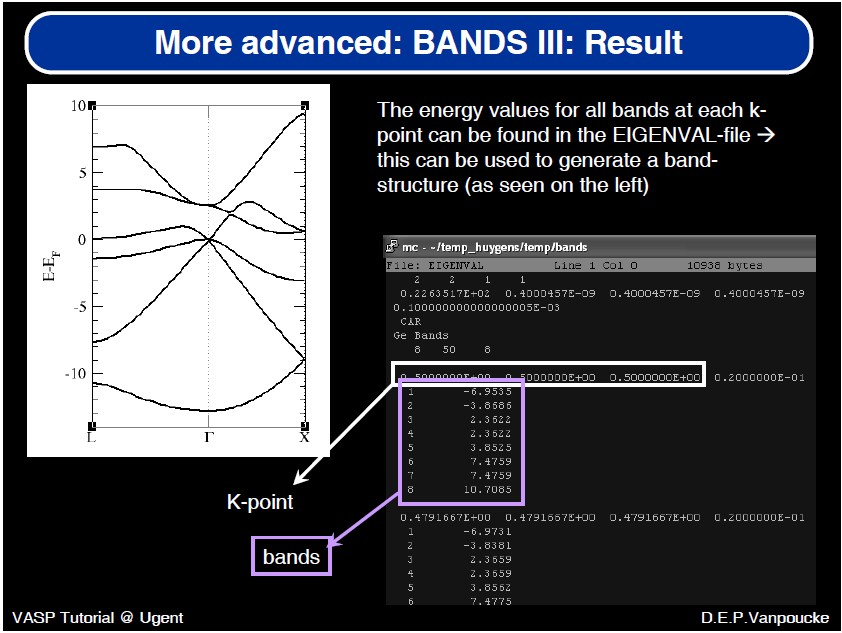 More advanced: BANDS III: Result
10
5
0
-5
-10
E-E_F
L Γ X
The energy values for all bands at each k-
point can be found in the EIGENVAL-file →
this can be used to generate a band-
structure (as seen on the left)
mc - ~/temp_huygens/temp/bands
File: EIGENVAL Line 1 Col 0 10938 bytes
2 2 1 1
0.2263517E+02 0.4000457E-09 0.4000457E-09 0.4000457E-09
0.100000000000000005E-03
CAR
Ge Bands
8 50 8
0.5000000E+00 0.5000000E+00 0.5000000E+00 0.2000000E-01
1 -6.9535
2 -3.8686
3 2.3622
4 2.3622
5 3.8525
6 7.4759
7 7.4759
8 10.7085
0.4791667E+00 0.4791667E+00 0.4791667E+00 0.2000000E-01
1 -6.9731
2 -3.8381
3 2.3659
4 2.3659
5 3.8562
6 7.4775
K-point
bands
VASP Tutorial @ Ugent
D.E.P.Vanpoucke